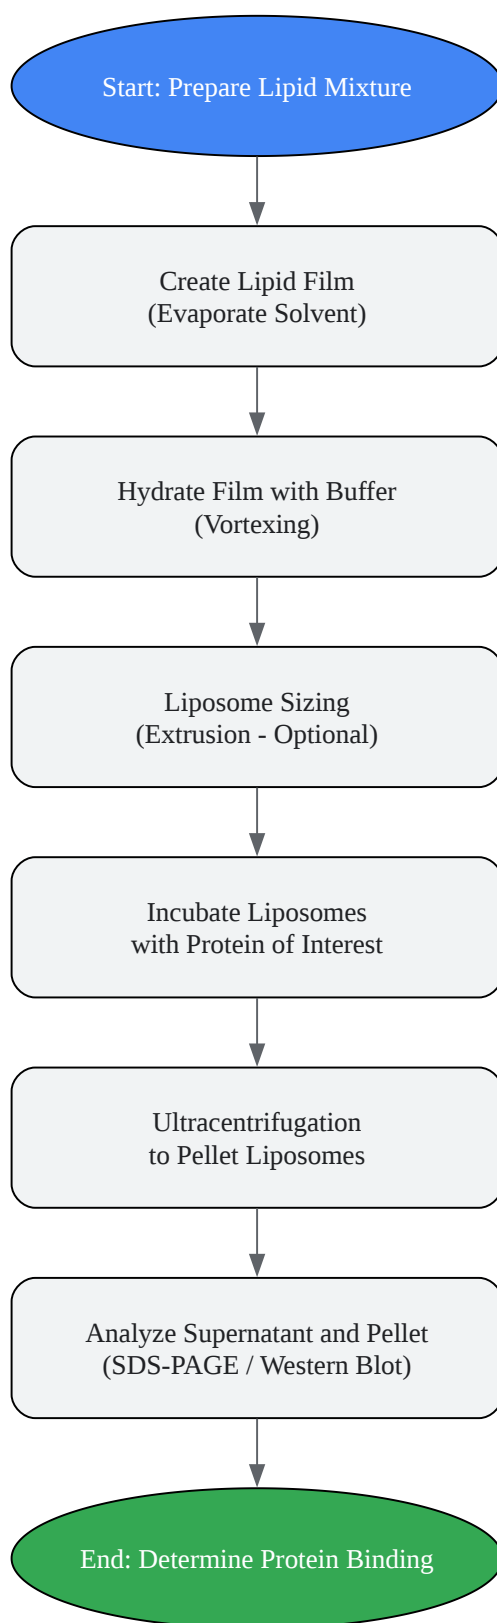 Start: Prepare Lipid Mixture
Create Lipid Film
(Evaporate Solvent)
Hydrate Film with Buffer
(Vortexing)
Liposome Sizing
(Extrusion - Optional)
Incubate Liposomes
with Protein of Interest
Ultracentrifugation
to Pellet Liposomes
Analyze Supernatant and Pellet
(SDS-PAGE / Western Blot)
End: Determine Protein Binding